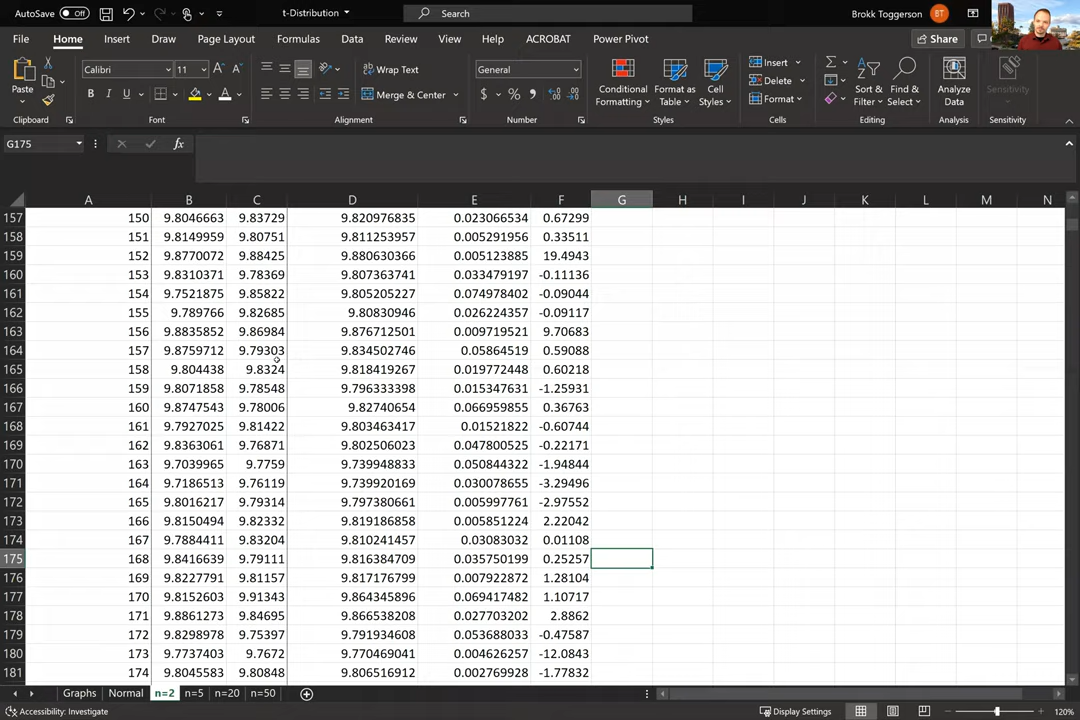 AutoSave Off t-Distribution Search Brokk Toggerson BT
File Home Insert Draw Page Layout Formulas Data Review View Help ACROBAT Power Pivot Share
Paste Calibri 11 A A Wrap Text General Insert Σ
B I U A Merge & Center $ % 9 Conditional Formatting Format as Table Cell Styles Delete Format Sort & Filter Find & Select Analyze Data Sensitivity
Clipboard Font Alignment Number Styles Cells Editing Analysis Sensitivity
G175 fx
A B C D E F G H I J K L M N
157 150 9.8046663 9.83729 9.820976835 0.023066534 0.67299
158 151 9.8149959 9.80751 9.811253957 0.005291956 0.33511
159 152 9.8770072 9.88425 9.880630366 0.005123885 19.4943
160 153 9.8310371 9.78369 9.807363741 0.033479197 -0.11136
161 154 9.7521875 9.85822 9.805205227 0.074978402 -0.09044
162 155 9.789766 9.82685 9.80830946 0.026224357 -0.09117
163 156 9.8835852 9.86984 9.876712501 0.009719521 9.70683
164 157 9.8759712 9.79303 9.834502746 0.05864519 0.59088
165 158 9.804438 9.8324 9.818419267 0.019772448 0.60218
166 159 9.8071858 9.78548 9.796333398 0.015347631 -1.25931
167 160 9.8747543 9.78006 9.82740654 0.066959855 0.36763
168 161 9.7927025 9.81422 9.803463417 0.01521822 -0.60744
169 162 9.8363061 9.76871 9.802506023 0.047800525 -0.22171
170 163 9.7039965 9.7759 9.739948833 0.050844322 -1.94844
171 164 9.7186513 9.76119 9.739920169 0.030078655 -3.29496
172 165 9.8016217 9.79314 9.797380661 0.005997761 -2.97552
173 166 9.8150494 9.82332 9.819186858 0.005851224 2.22042
174 167 9.7884411 9.83204 9.810241457 0.03083032 0.01108
175 168 9.8416639 9.79111 9.816384709 0.035750199 0.25257
176 169 9.8227791 9.81157 9.817176799 0.007922872 1.28104
177 170 9.8152603 9.91343 9.864345896 0.069417482 1.10717
178 171 9.8861273 9.84695 9.866538208 0.027703202 2.8862
179 172 9.8298978 9.75397 9.791934608 0.053688033 -0.47587
180 173 9.7737403 9.7672 9.770469041 0.004626257 -12.0843
181 174 9.8045583 9.80848 9.806516912 0.002769928 -1.77832
Graphs Normal n=2 n=5 n=20 n=50
Accessibility: Investigate Display Settings 120%